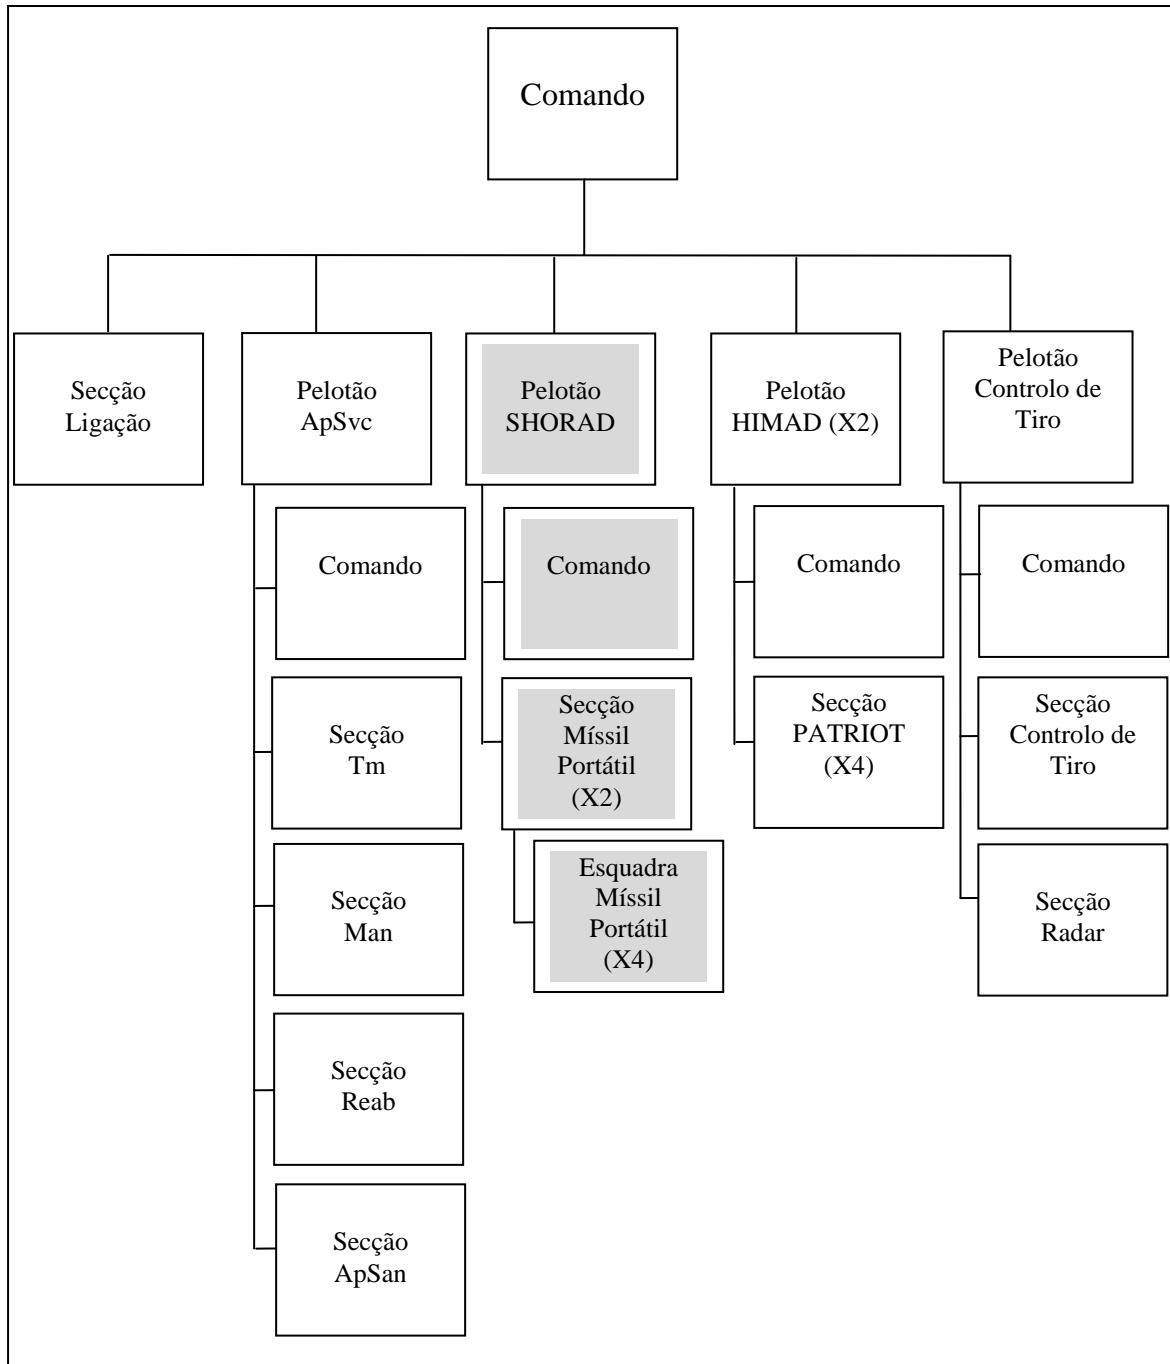 Comando
Secção
Ligação
Pelotão
ApSvc
Pelotão
SHORAD
Pelotão
HIMAD (X2)
Pelotão
Controlo de
Tiro
Comando
Secção
Tm
Secção
Man
Secção
Reab
Secção
ApSan
Comando
Secção
Míssil
Portátil
(X2)
Esquadra
Míssil
Portátil
(X4)
Comando
Secção
PATRIOT
(X4)
Comando
Secção
Controlo de
Tiro
Secção
Radar